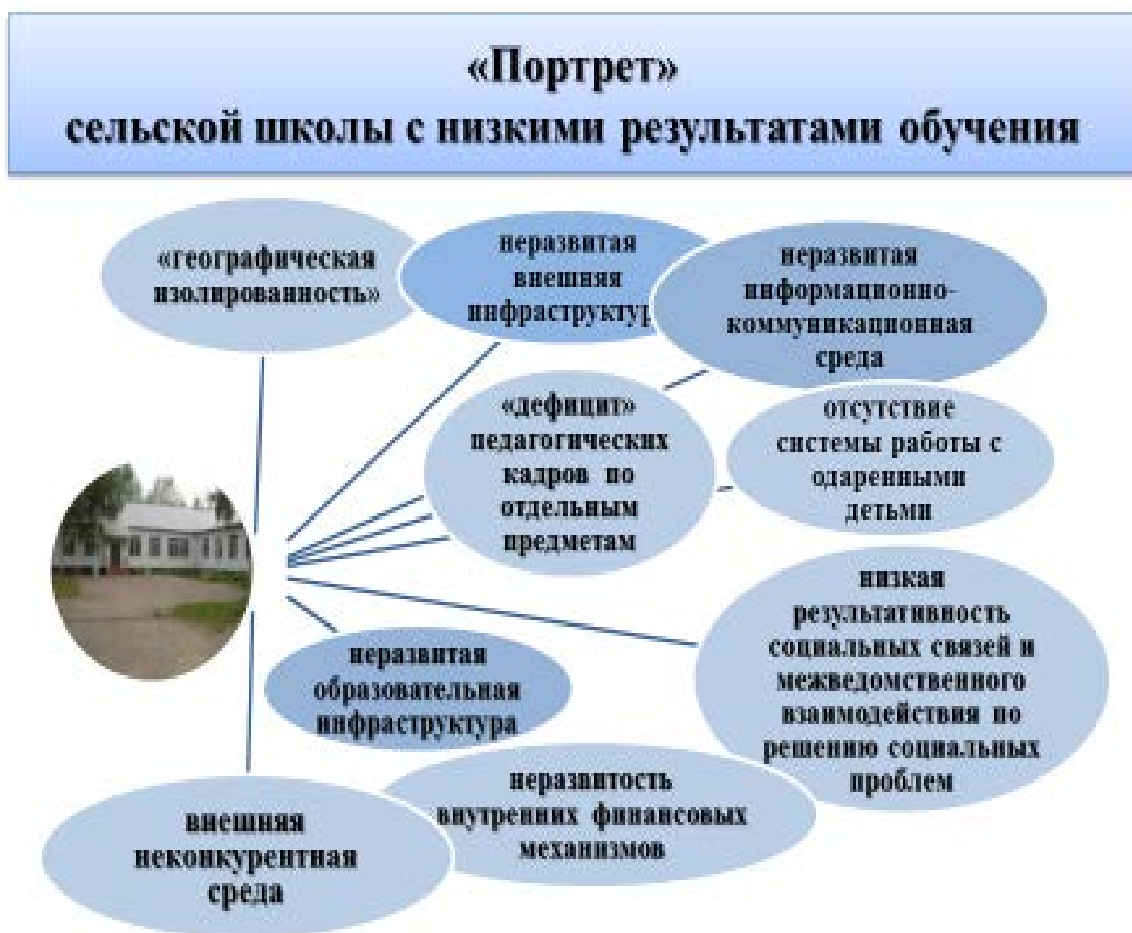 «Портрет»
сельской школы с низкими результатами обучения
«географическая
изолированность»
неразвитая
внешняя
инфраструктур
неразвитая
информационно-
коммуникационная
среда
«дефицит»
педагогических
кадров по
отдельным
предметам
отсутствие
системы работы с
одаренными
детьми
низкая
результативность
социальных связей и
межведомственного
взаимодействия по
решению социальных
проблем
неразвитая
образовательная
инфраструктура
неразвитость
внутренних финансовых
механизмов
внешняя
неконкурентная
среда